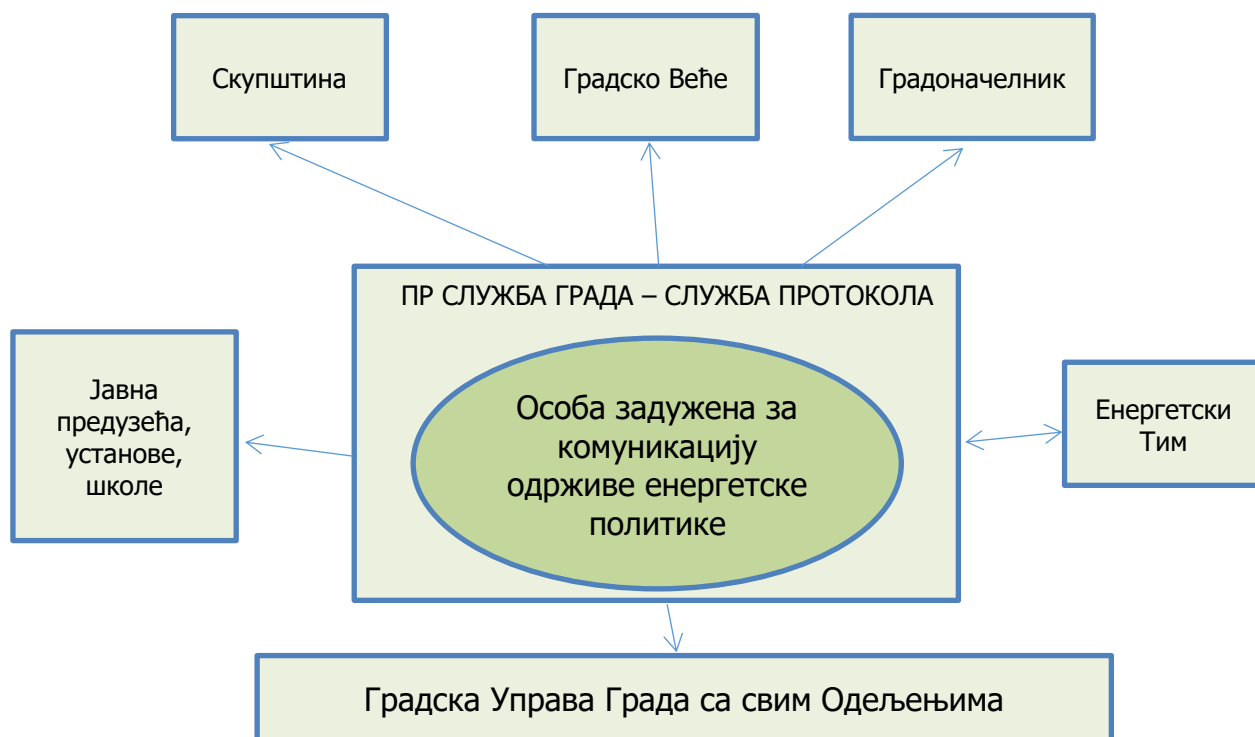 Скупштина
Градско Веће
Градоначелник
ПР СЛУЖБА ГРАДА – СЛУЖБА ПРОТОКОЛА
Јавна
предузећа,
установе,
школе
Особа задужена за
комуникацију
одрживе енергетске
политике
Енергетски
Тим
Градска Управа Града са свим Одељењима